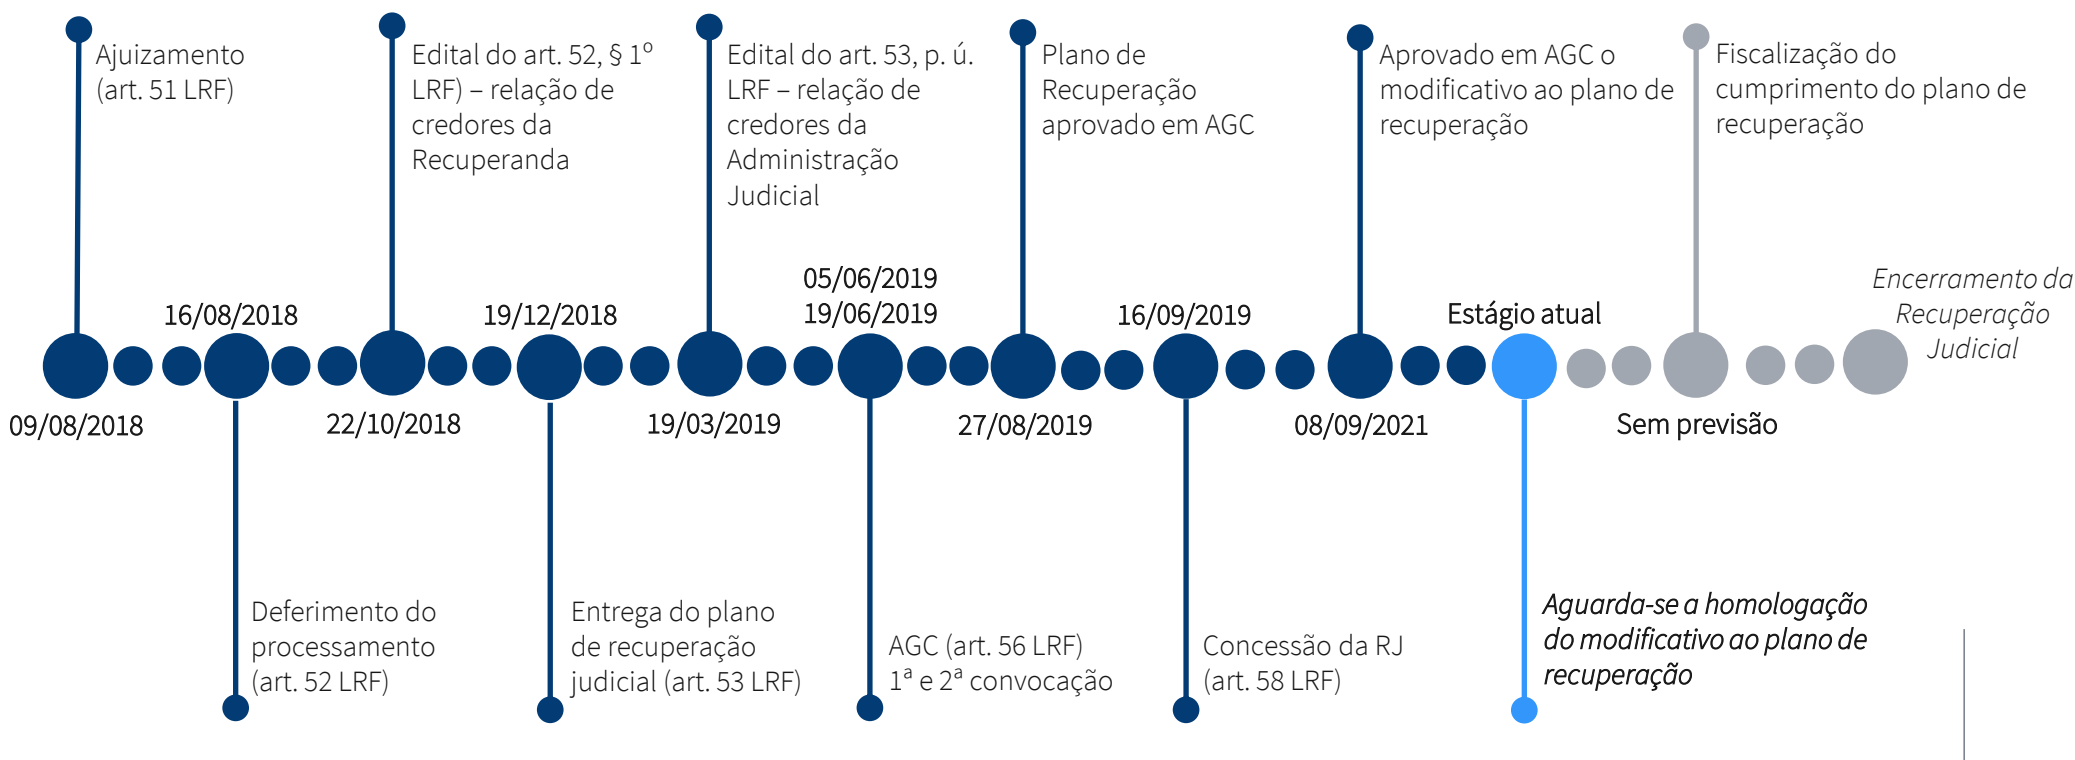 Ajuizamento
(art. 51 LRF)
Edital do art. 52, § 1º
LRF) – relação de
credores da
Recuperanda
Edital do art. 53, p. ú.
LRF – relação de
credores da
Administração
Judicial
Plano de
Recuperação
aprovado em AGC
Aprovado em AGC o
modificativo ao plano de
recuperação
Fiscalização do
cumprimento do plano de
recuperação
16/08/2018
19/12/2018
05/06/2019
19/06/2019
16/09/2019
Estágio atual
Encerramento da
Recuperação
Judicial
09/08/2018
22/10/2018
19/03/2019
27/08/2019
08/09/2021
Sem previsão
Deferimento do
processamento
(art. 52 LRF)
Entrega do plano
de recuperação
judicial (art. 53 LRF)
AGC (art. 56 LRF)
1ª e 2ª convocação
Concessão da RJ
(art. 58 LRF)
Aguarda-se a homologação
do modificativo ao plano de
recuperação